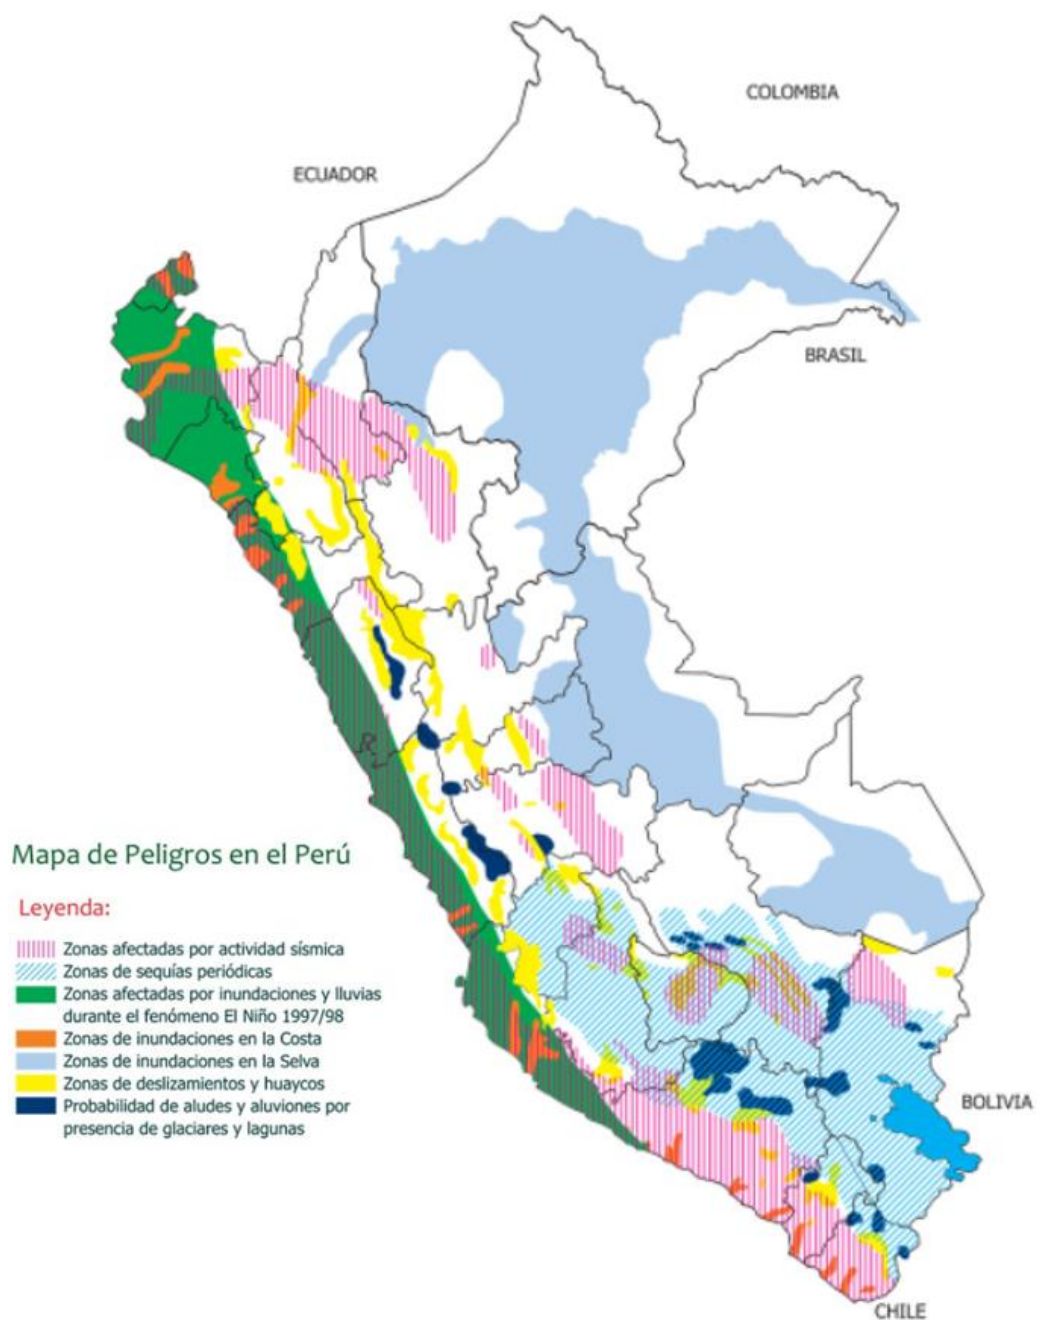 COLOMBIA
ECUADOR
BRASIL
Mapa de Peligros en el Perú
Leyenda:
Zonas afectadas por actividad sísmica
Zonas de sequías periódicas
Zonas afectadas por inundaciones y lluvias
durante el fenómeno El Niño 1997/98
Zonas de inundaciones en la Costa
Zonas de inundaciones en la Selva
Zonas de deslizamientos y huaycos
Probabilidad de aludes y aluviones por
presencia de glaciares y lagunas
BOLIVIA
CHILE